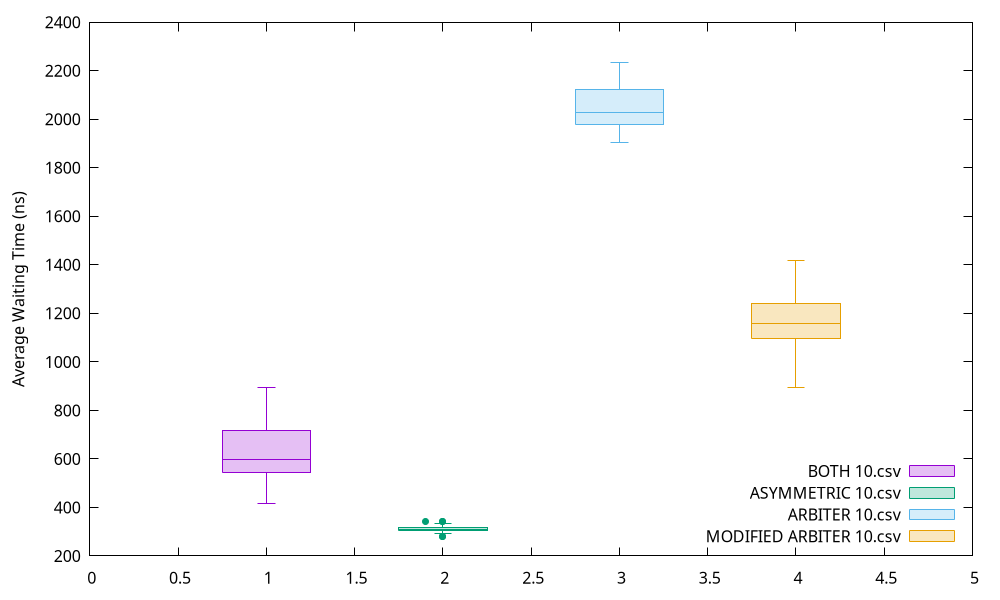 2400
2200
2000
1800
1600
1400
1200
1000
800
600
400
200
Average Waiting Time (ns)
BOTH 10.csv
ASYMMETRIC 10.csv
ARBITER 10.csv
MODIFIED ARBITER 10.csv
0 0.5 1 1.5 2 2.5 3 3.5 4 4.5 5